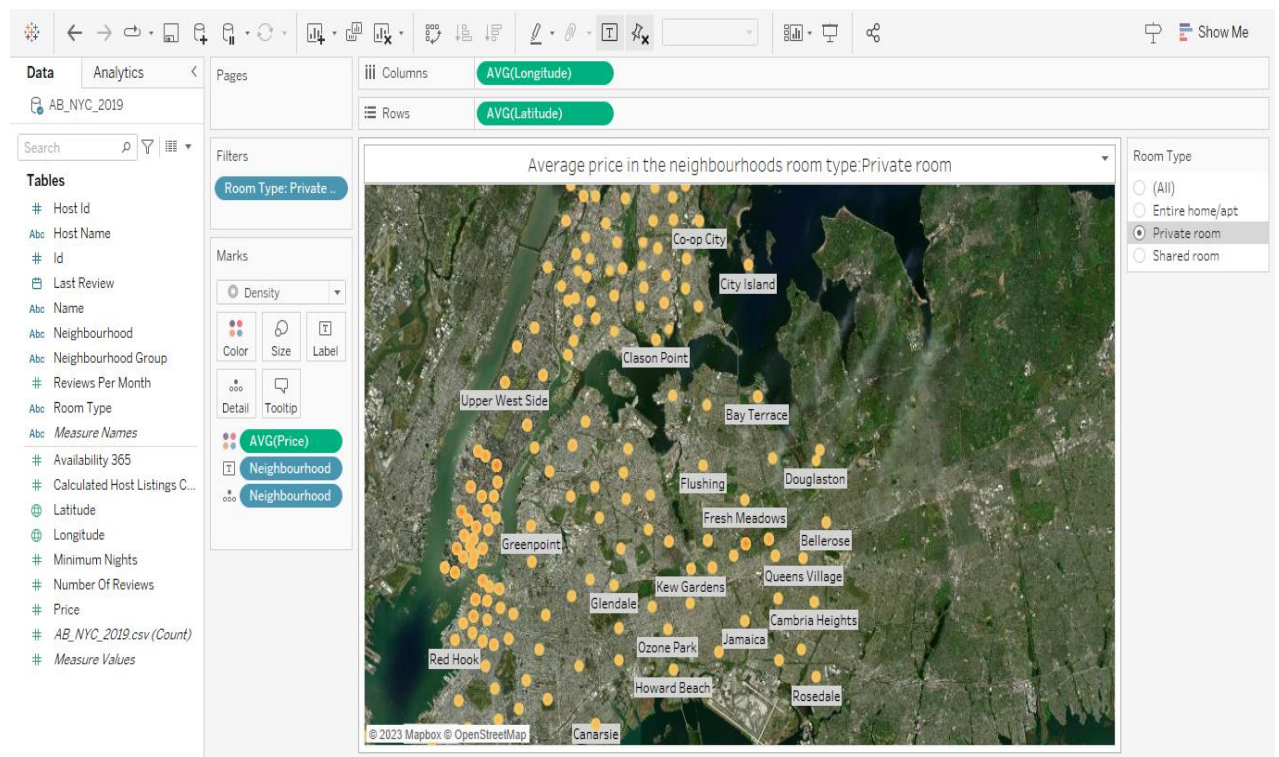 Show Me
Data
Analytics
AB_NYC_2019
Search
Tables
# Host Id
Abc Host Name
# Id
Last Review
Abc Name
Abc Neighbourhood
Abc Neighbourhood Group
# Reviews Per Month
Abc Room Type
Abc Measure Names
# Availability 365
# Calculated Host Listings C...
Latitude
Longitude
# Minimum Nights
# Number Of Reviews
# Price
# AB_NYC_2019.csv (Count)
# Measure Values
Pages
Filters
Room Type: Private ..
Marks
Density
Color
Size
T
Label
Detail
Tooltip
AVG(Price)
T Neighbourhood
Neighbourhood
Columns
AVG(Longitude)
Rows
AVG(Latitude)
Average price in the neighbourhoods room type:Private room
Co-op City
City Island
Clason Point
Upper West Side
Bay Terrace
Flushing
Douglaston
Fresh Meadows
Greenpoint
Bellerose
Queens Village
Kew Gardens
Glendale
Cambria Heights
Jamaica
Ozone Park
Red Hook
Howard Beach
Rosedale
Canarsie
© 2023 Mapbox © OpenStreetMap
Room Type
(All)
Entire home/apt
Private room
Shared room